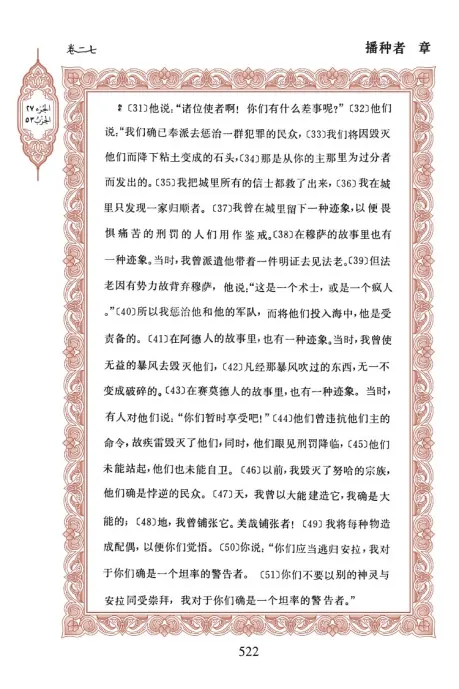 卷二七
播种者 章
الجزء ٢٧
الحزب ٥٣
〔31〕他说：“诸位使者啊！你们有什么差事呢？”〔32〕他们
说：“我们确已奉派去惩治一群犯罪的民众，〔33〕我们将因毁灭
他们而降下粘土变成的石头，〔34〕那是从你的主那里为过分者
而发出的。〔35〕我把城里所有的信士都救了出来，〔36〕我在城
里只发现一家归顺者。〔37〕我曾在城里留下一种迹象，以便畏
惧痛苦的刑罚的人们用作鉴戒。〔38〕在穆萨的故事里也有
一种迹象。当时，我曾派遣他带着一件明证去见法老。〔39〕但法
老因有势力故背弃穆萨，他说：“这是一个术士，或是一个疯人
。”〔40〕所以我惩治他和他的军队，而将他们投入海中，他是受
责备的。〔41〕在阿德人的故事里，也有一种迹象。当时，我曾使
无益的暴风去毁灭他们，〔42〕凡经那暴风吹过的东西，无一不
变成破碎的。〔43〕在赛莫德人的故事里，也有一种迹象。当时，
有人对他们说：“你们暂时享受吧！”〔44〕他们曾违抗他们主的
命令，故疾雷毁灭了他们，同时，他们眼见刑罚降临，〔45〕他们
未能站起，他们也未能自卫。〔46〕以前，我毁灭了努哈的宗族，
他们确是悖逆的民众。〔47〕天，我曾以大能建造它，我确是大
能的；〔48〕地，我曾铺张它。美哉铺张者！〔49〕我将每种物造
成配偶，以便你们觉悟。〔50〕你说：“你们应当逃归安拉，我对
于你们确是一个坦率的警告者。〔51〕你们不要以别的神灵与
安拉同受崇拜，我对于你们确是一个坦率的警告者。”
522